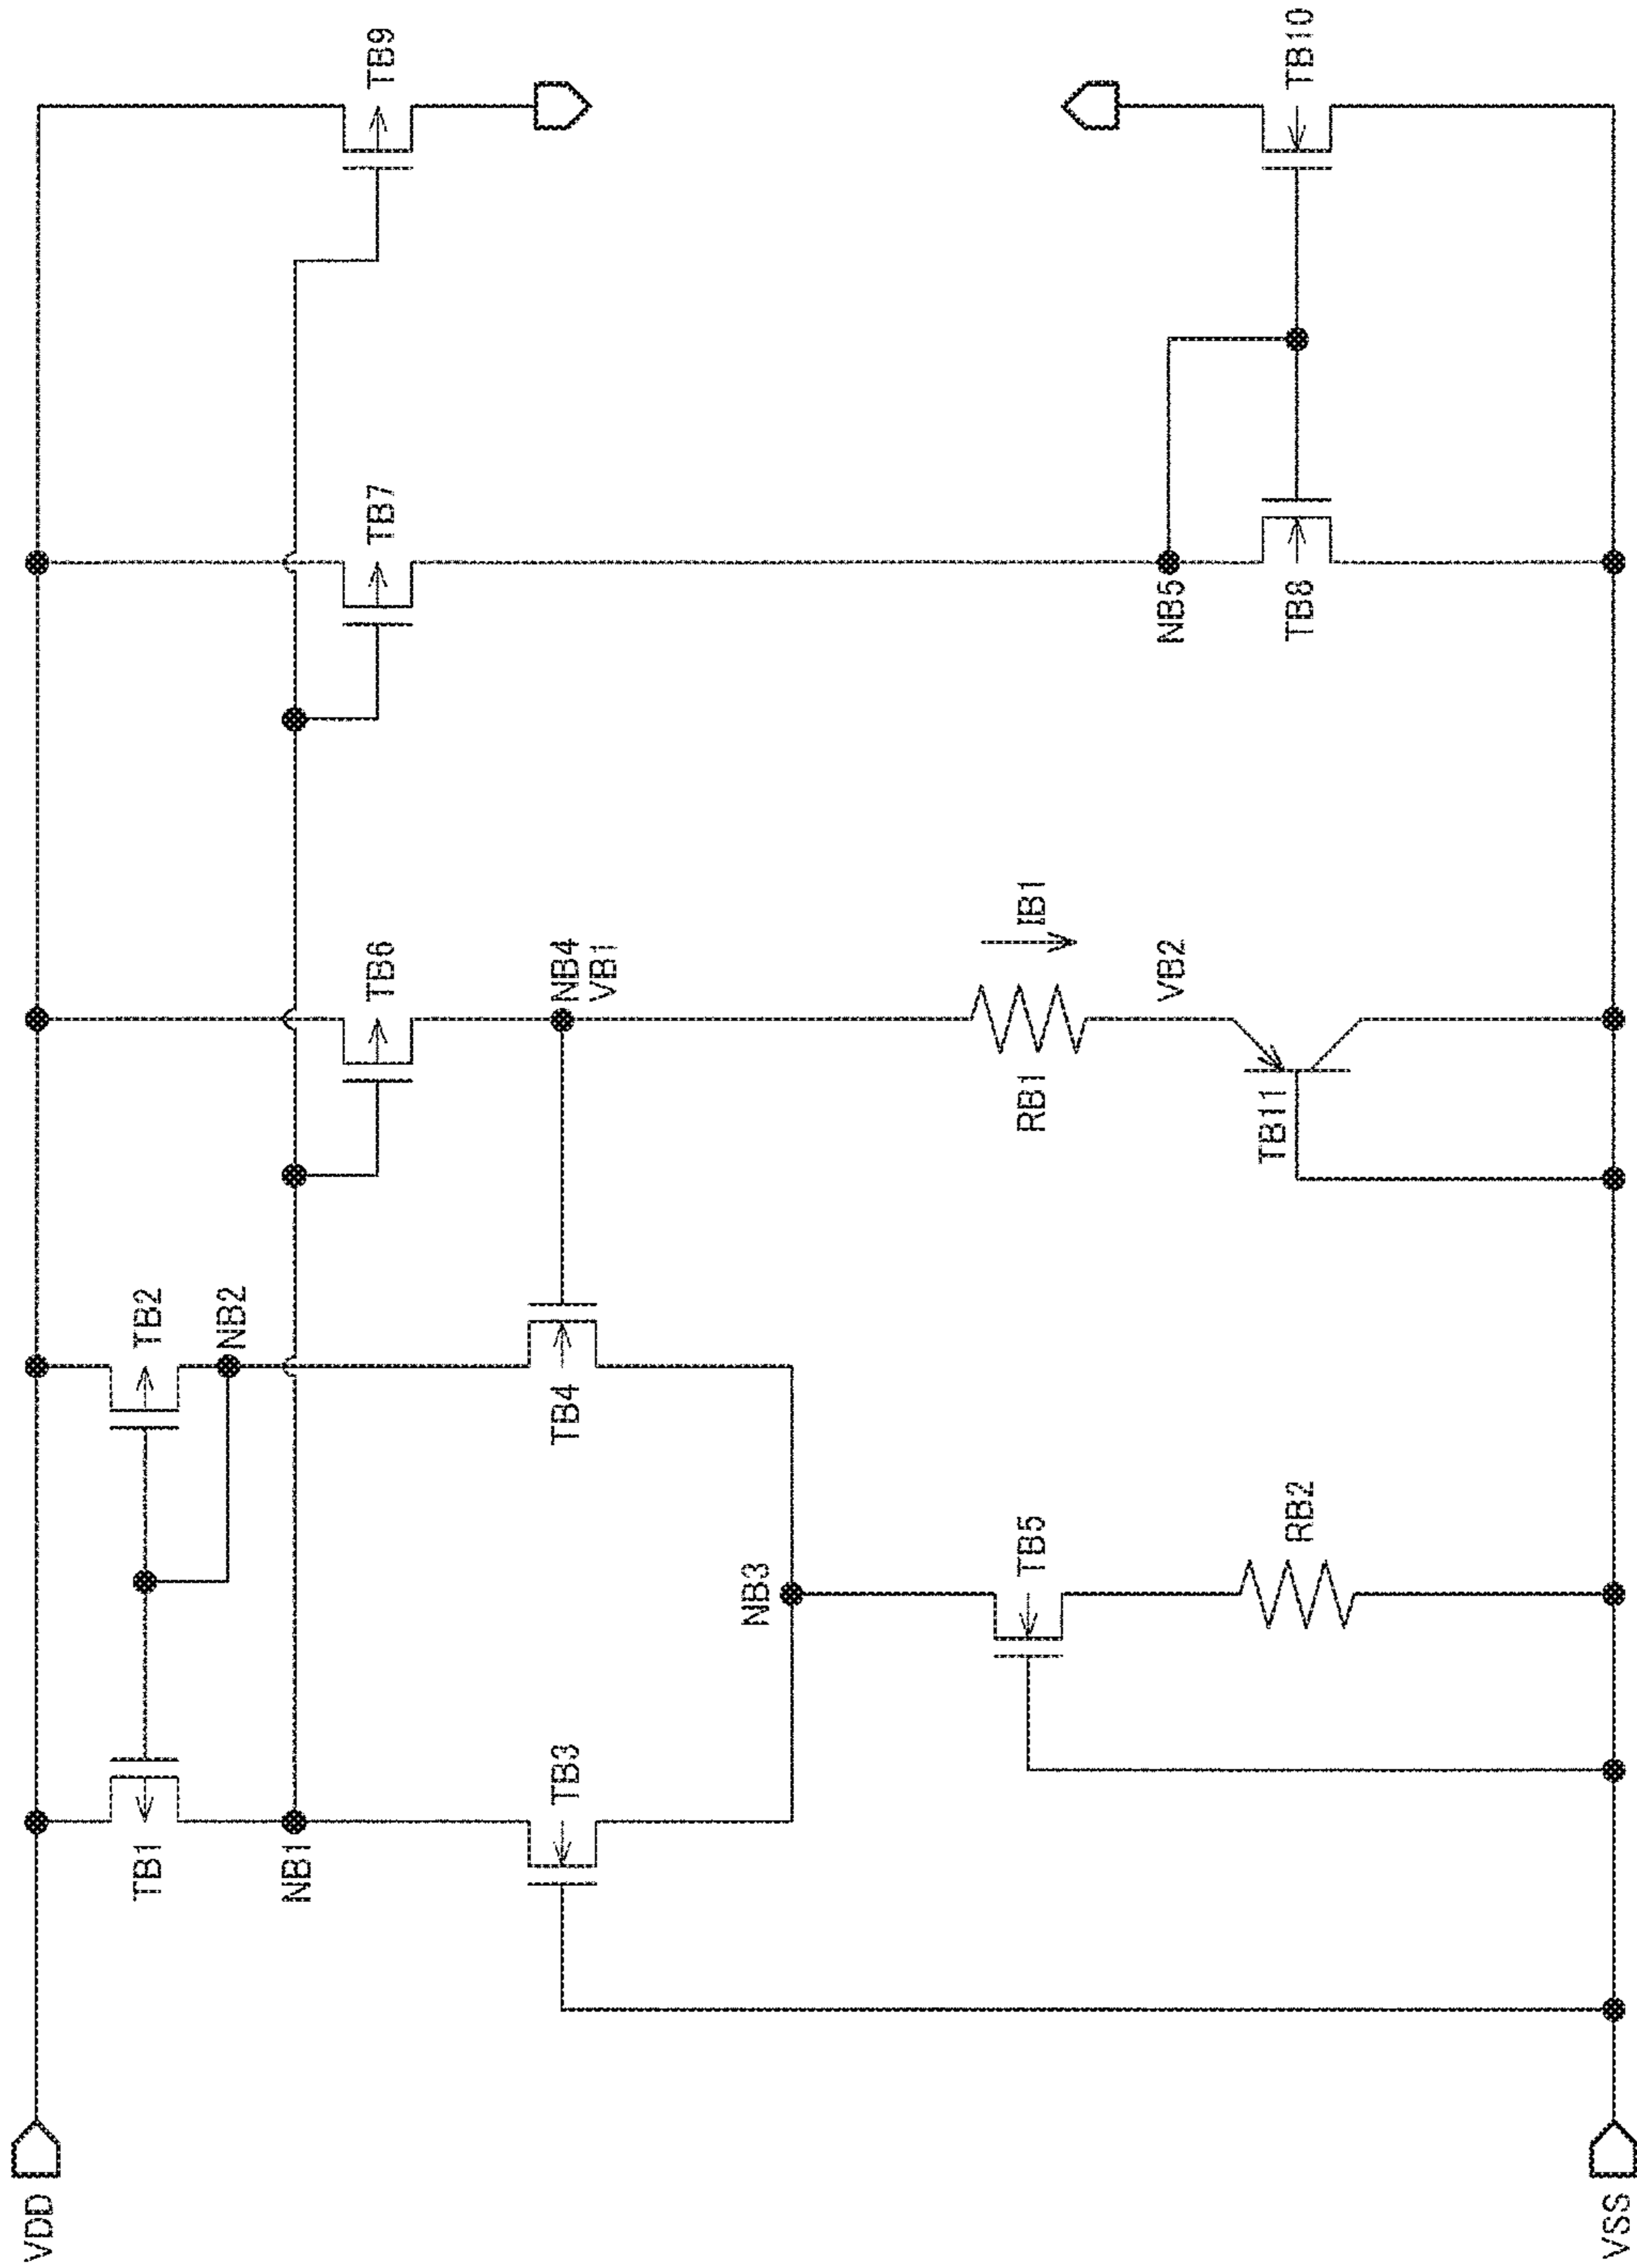 VDD
TB1
TB2
NB2
NB1
TB6
TB7
TB9
TB3
TB4
NB4
VB1
NB3
TB5
RB2
RB1
IB1
VB2
TB11
NB5
TB8
TB10
VSS